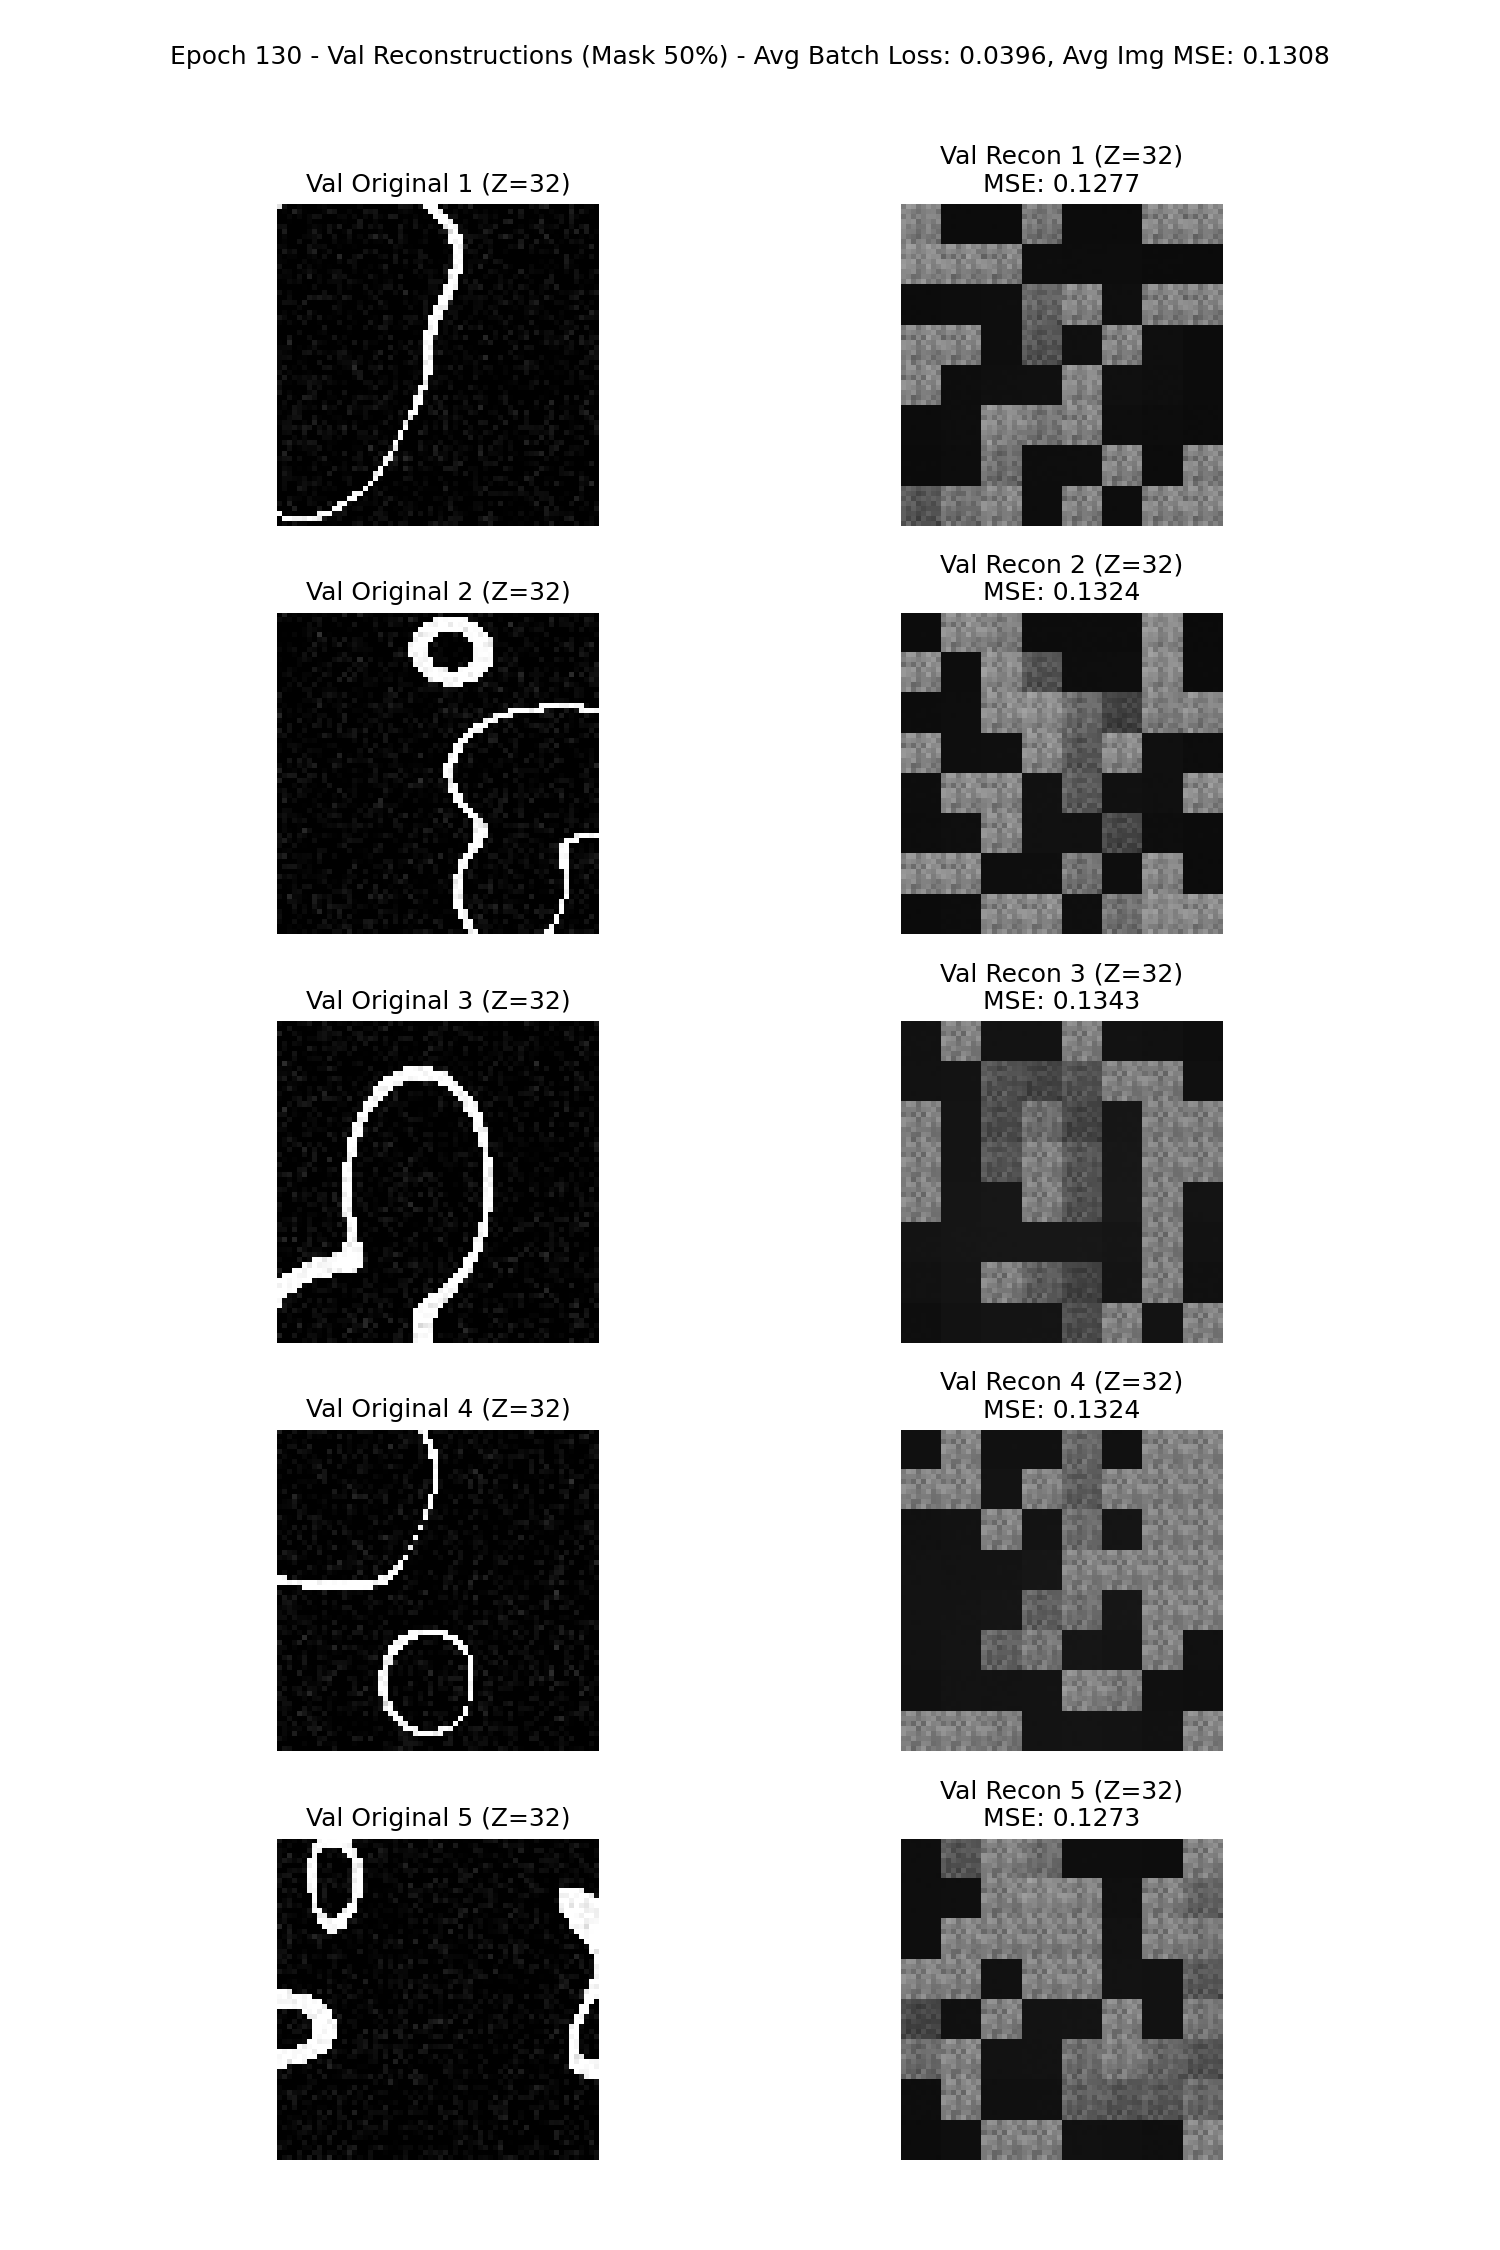 Epoch 130 - Val Reconstructions (Mask 50%) - Avg Batch Loss: 0.0396, Avg Img MSE: 0.1308
Val Original 1 (Z=32)
Val Recon 1 (Z=32)
MSE: 0.1277
Val Original 2 (Z=32)
Val Recon 2 (Z=32)
MSE: 0.1324
Val Original 3 (Z=32)
Val Recon 3 (Z=32)
MSE: 0.1343
Val Original 4 (Z=32)
Val Recon 4 (Z=32)
MSE: 0.1324
Val Original 5 (Z=32)
Val Recon 5 (Z=32)
MSE: 0.1273